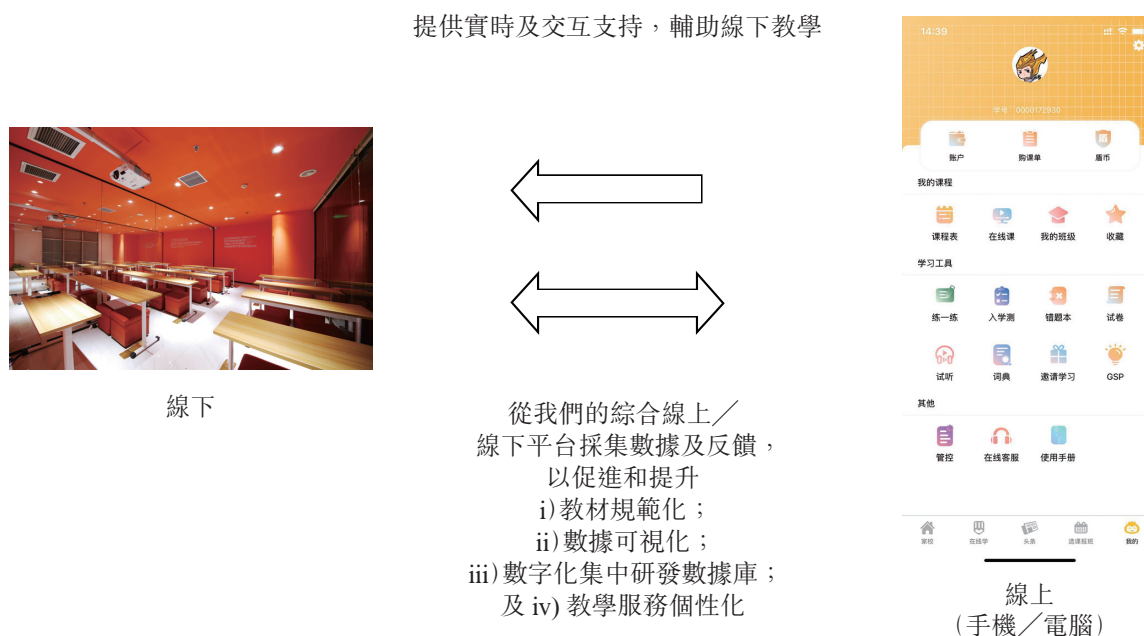 提供實時及交互支持，輔助線下教學
線下
從我們的綜合線上／
線下平台採集數據及反饋，
以促進和提升
i)教材規範化；
ii)數據可視化；
iii)數字化集中研發數據庫；
及 iv) 教學服務個性化
14:39
学号 0000172930
账户 购课单 盾币
我的课程
课程表 在线课 我的班级 收藏
学习工具
练一练 入学测 错题本 试卷
试听 词典 邀请学习 GSP
其他
管控 在线客服 使用手册
家校 在线学 头条 选课报班 我的
線上
（手機／電腦）